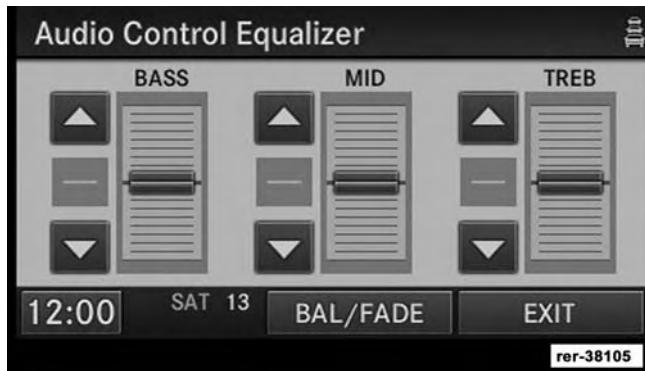 Audio Control Equalizer
BASS MID TREB
12:00 SAT 13 BAL/FADE EXIT
rer-38105